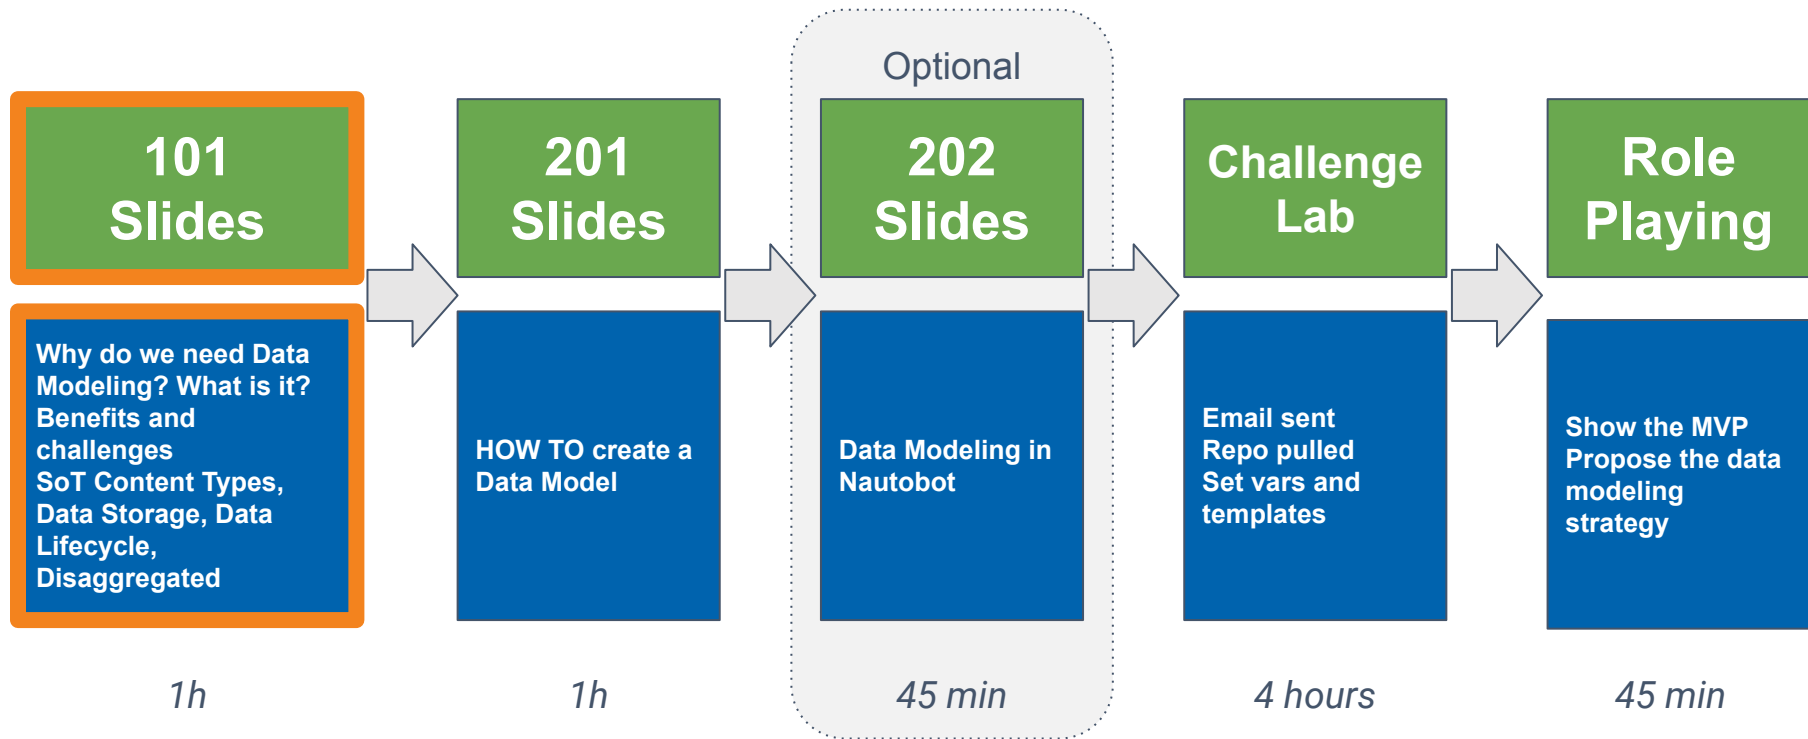 Optional
101
Slides
201
Slides
202
Slides
Challenge
Lab
Role
Playing
Why do we need Data
Modeling? What is it?
Benefits and
challenges
SoT Content Types,
Data Storage, Data
Lifecycle,
Disaggregated
HOW TO create a
Data Model
Data Modeling in
Nautobot
Email sent
Repo pulled
Set vars and
templates
Show the MVP
Propose the data
modeling
strategy
1h
1h
45 min
4 hours
45 min